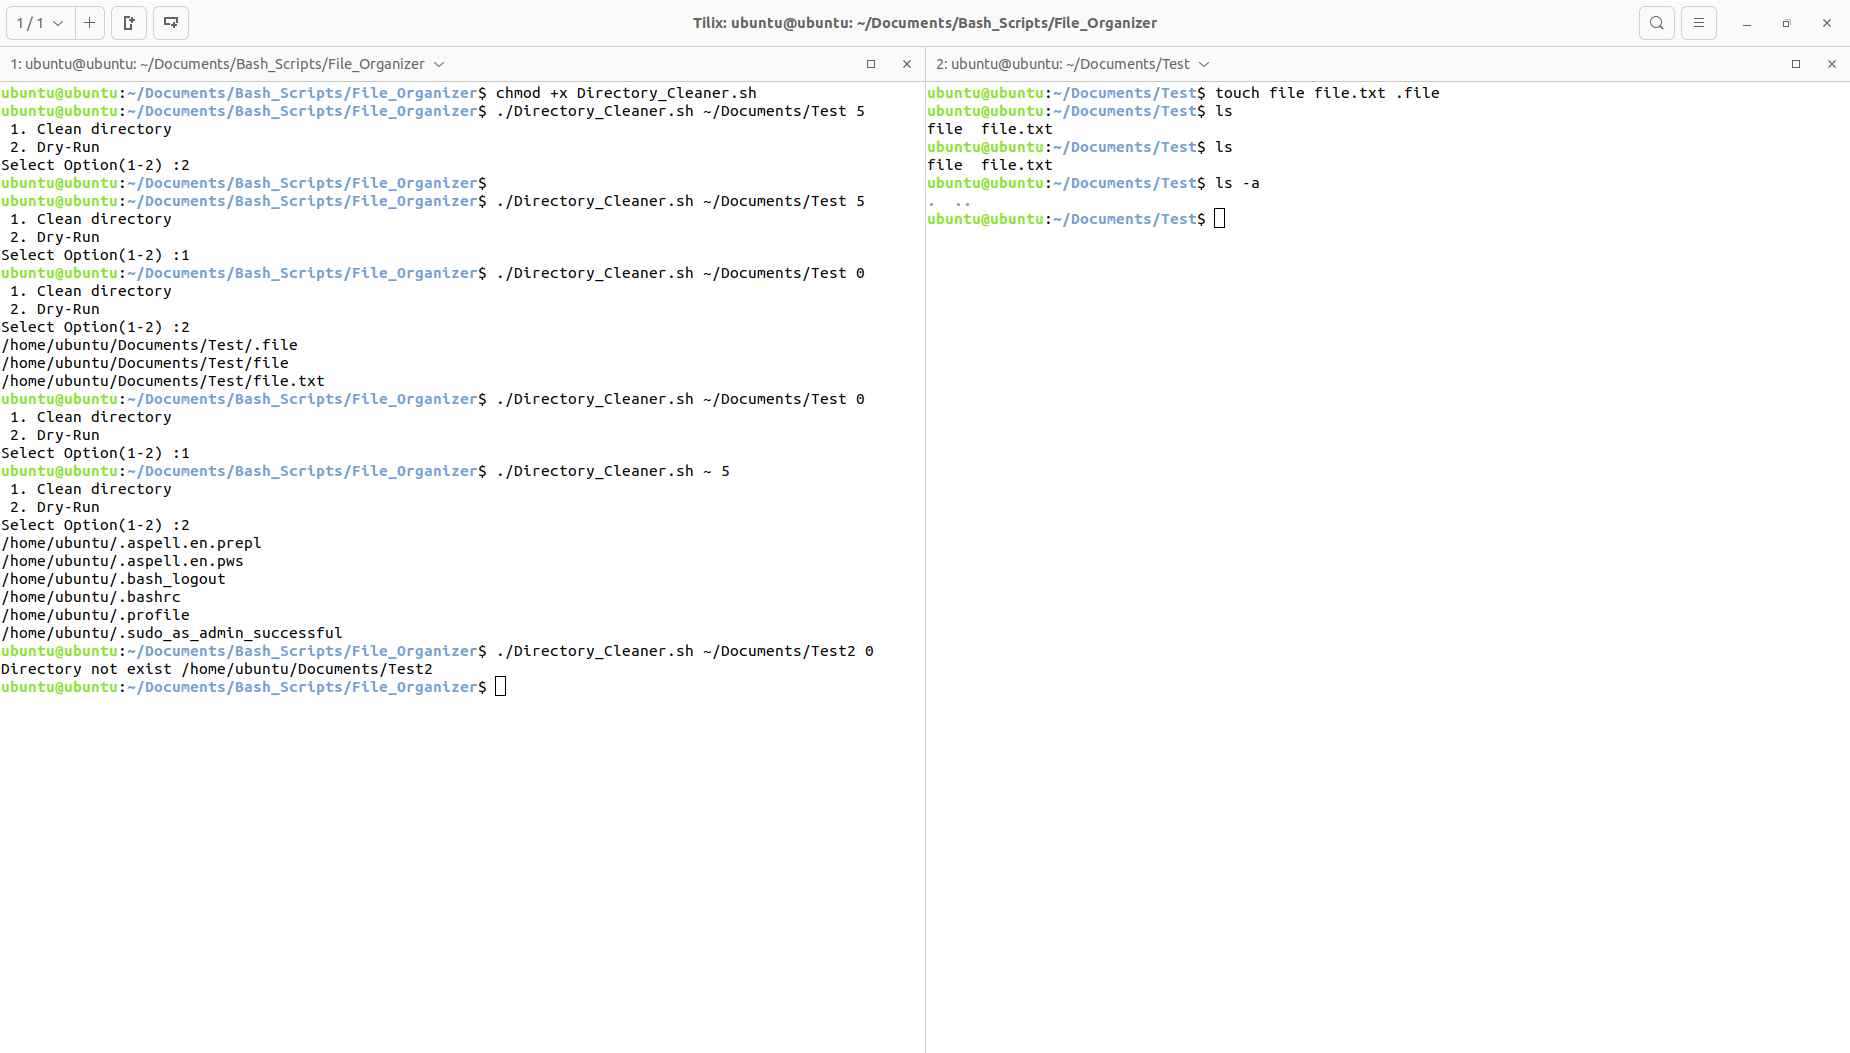 1 / 1
Tilix: ubuntu@ubuntu: ~/Documents/Bash_Scripts/File_Organizer
1: ubuntu@ubuntu: ~/Documents/Bash_Scripts/File_Organizer
ubuntu@ubuntu:~/Documents/Bash_Scripts/File_Organizer$ chmod +x Directory_Cleaner.sh
ubuntu@ubuntu:~/Documents/Bash_Scripts/File_Organizer$ ./Directory_Cleaner.sh ~/Documents/Test 5
 1. Clean directory
 2. Dry-Run
Select Option(1-2) :2
ubuntu@ubuntu:~/Documents/Bash_Scripts/File_Organizer$
ubuntu@ubuntu:~/Documents/Bash_Scripts/File_Organizer$ ./Directory_Cleaner.sh ~/Documents/Test 5
 1. Clean directory
 2. Dry-Run
Select Option(1-2) :1
ubuntu@ubuntu:~/Documents/Bash_Scripts/File_Organizer$ ./Directory_Cleaner.sh ~/Documents/Test 0
 1. Clean directory
 2. Dry-Run
Select Option(1-2) :2
/home/ubuntu/Documents/Test/.file
/home/ubuntu/Documents/Test/file
/home/ubuntu/Documents/Test/file.txt
ubuntu@ubuntu:~/Documents/Bash_Scripts/File_Organizer$ ./Directory_Cleaner.sh ~/Documents/Test 0
 1. Clean directory
 2. Dry-Run
Select Option(1-2) :1
ubuntu@ubuntu:~/Documents/Bash_Scripts/File_Organizer$ ./Directory_Cleaner.sh ~ 5
 1. Clean directory
 2. Dry-Run
Select Option(1-2) :2
/home/ubuntu/.aspell.en.prepl
/home/ubuntu/.aspell.en.pws
/home/ubuntu/.bash_logout
/home/ubuntu/.bashrc
/home/ubuntu/.profile
/home/ubuntu/.sudo_as_admin_successful
ubuntu@ubuntu:~/Documents/Bash_Scripts/File_Organizer$ ./Directory_Cleaner.sh ~/Documents/Test2 0
Directory not exist /home/ubuntu/Documents/Test2
ubuntu@ubuntu:~/Documents/Bash_Scripts/File_Organizer$
2: ubuntu@ubuntu: ~/Documents/Test
ubuntu@ubuntu:~/Documents/Test$ touch file file.txt .file
ubuntu@ubuntu:~/Documents/Test$ ls
file  file.txt
ubuntu@ubuntu:~/Documents/Test$ ls
file  file.txt
ubuntu@ubuntu:~/Documents/Test$ ls -a
.  ..
ubuntu@ubuntu:~/Documents/Test$